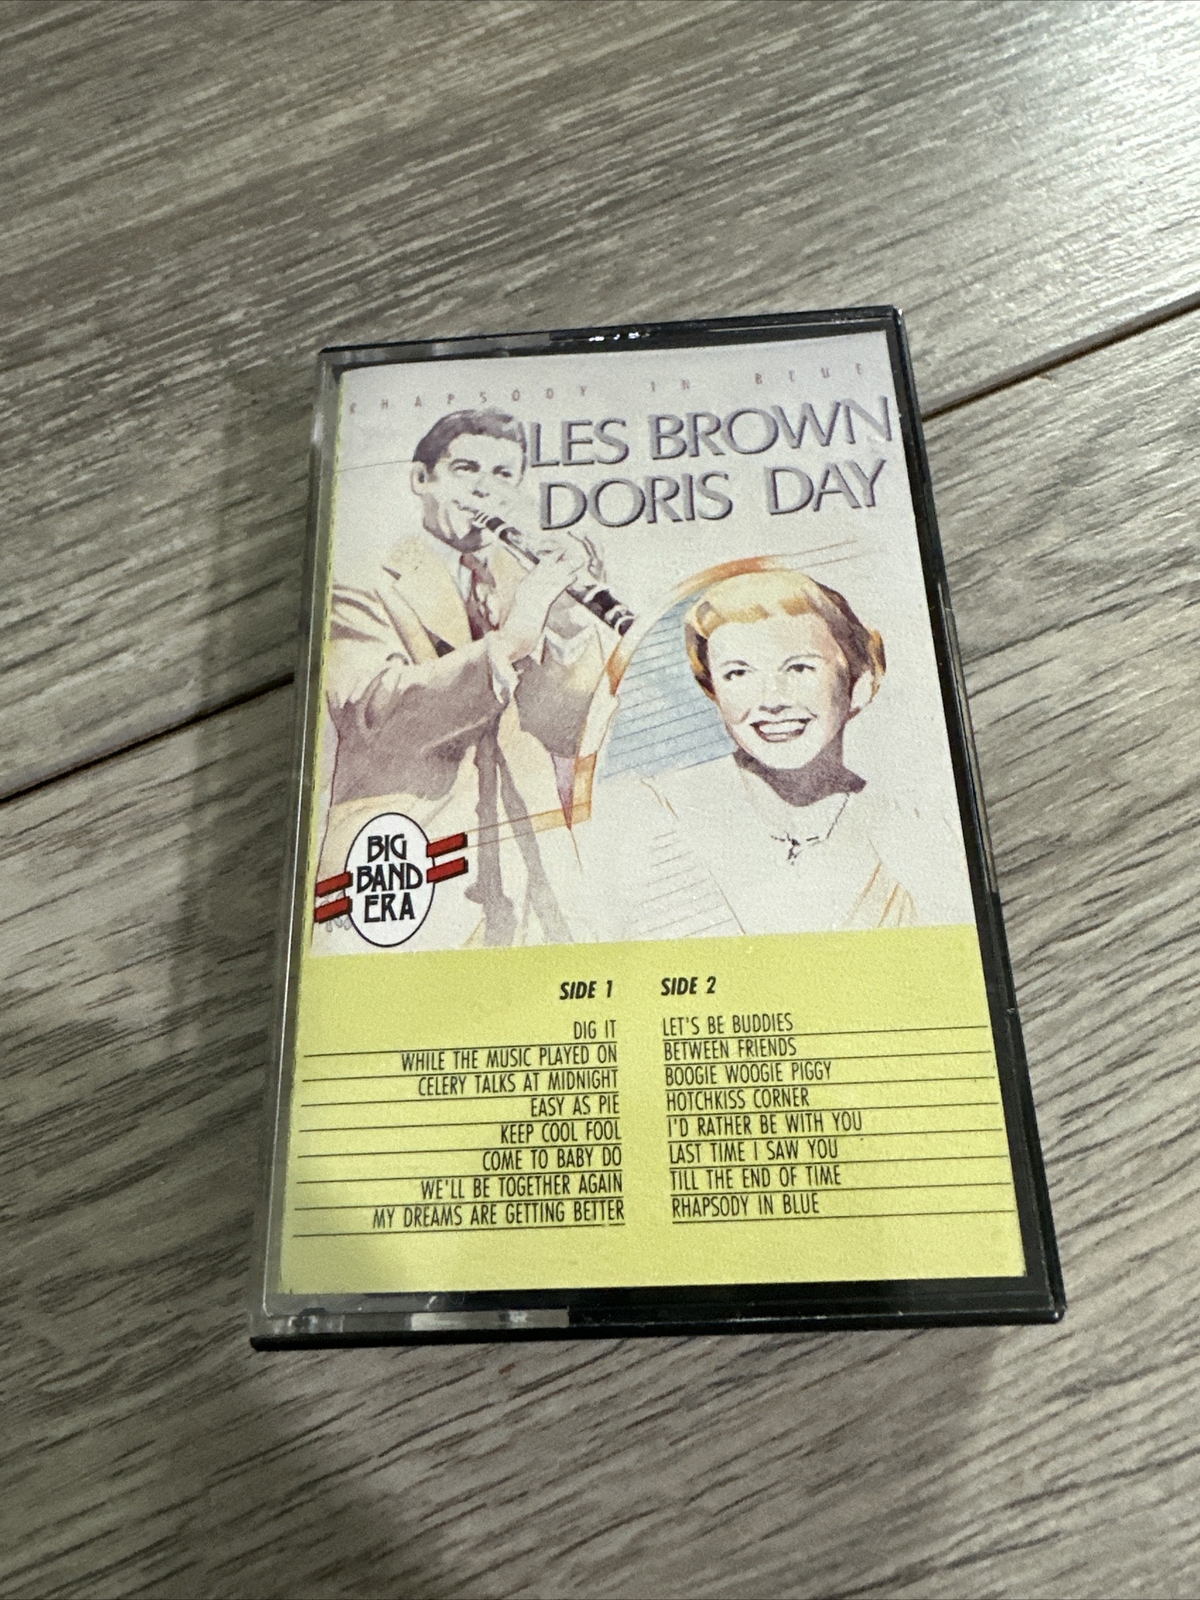 RHAPSODY IN BLUE
LES BROWN
DORIS DAY
BIG
BAND
ERA
SIDE 1
DIG IT
WHILE THE MUSIC PLAYED ON
CELERY TALKS AT MIDNIGHT
EASY AS PIE
KEEP COOL FOOL
COME TO BABY DO
WE'LL BE TOGETHER AGAIN
MY DREAMS ARE GETTING BETTER
SIDE 2
LET'S BE BUDDIES
BETWEEN FRIENDS
BOOGIE WOOGIE PIGGY
HOTCHKISS CORNER
I'D RATHER BE WITH YOU
LAST TIME I SAW YOU
TILL THE END OF TIME
RHAPSODY IN BLUE